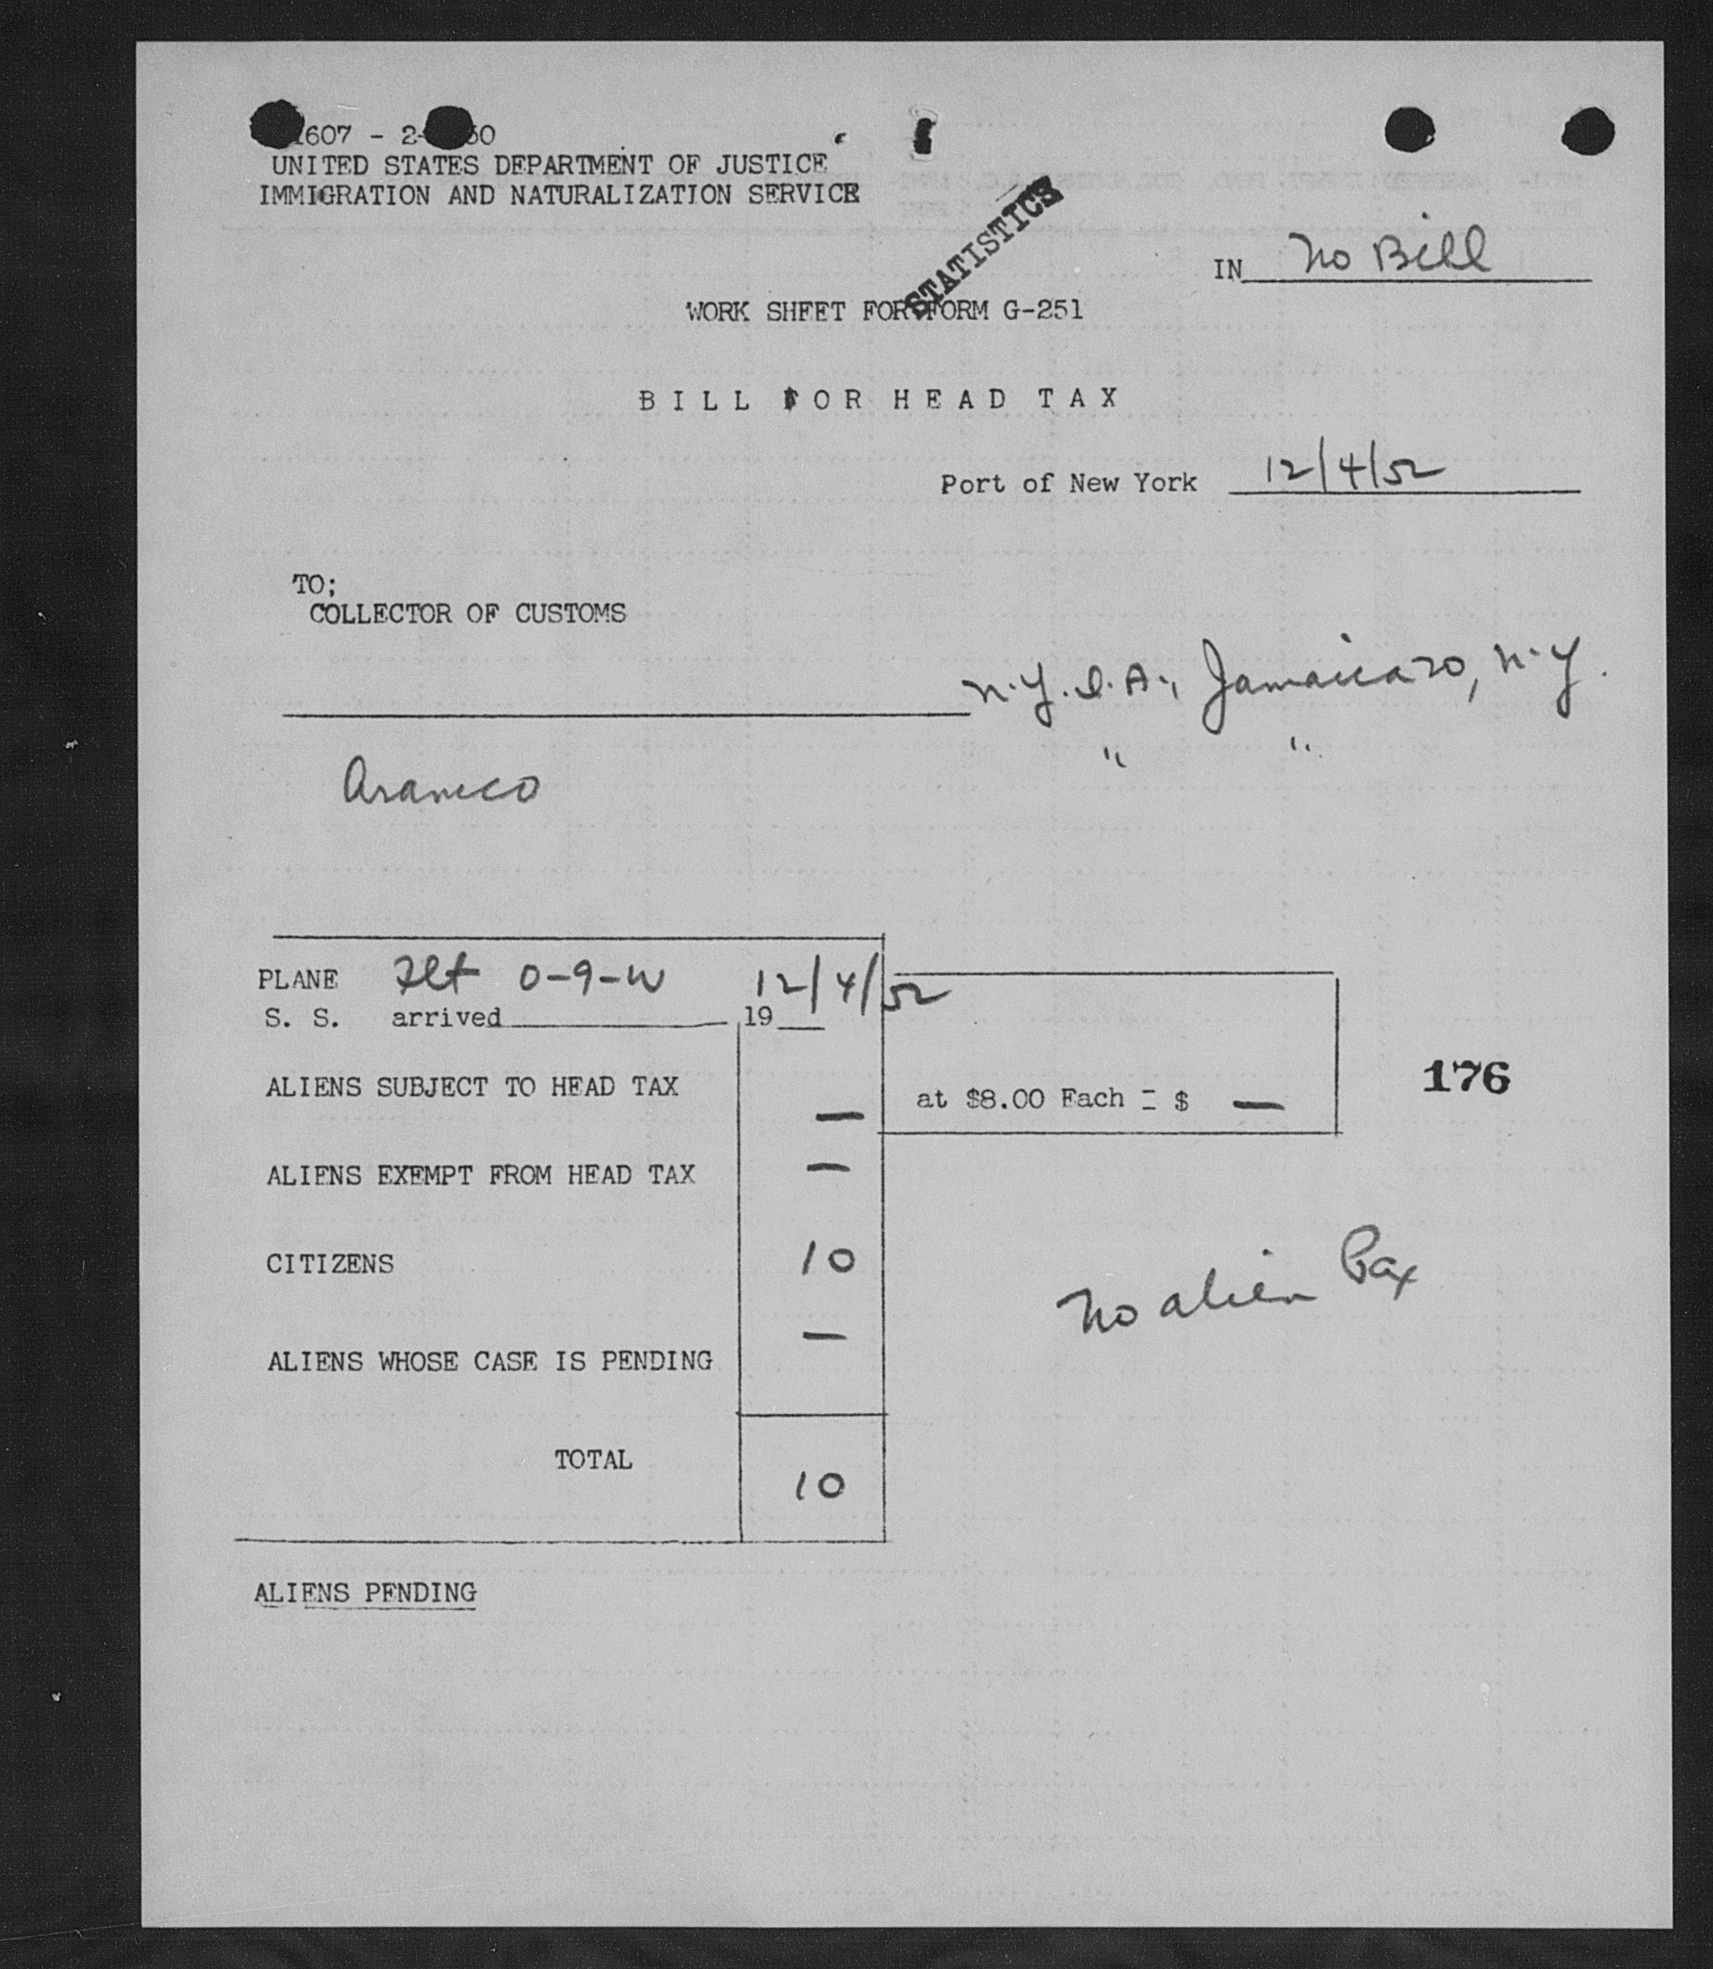 1607 - 2- 50
UNITED STATES DEPARTMENT OF JUSTICE
IMMIGRATION AND NATURALIZATION SERVICE
STATISTICS
IN No Bill
WORK SHEET FOR FORM G-251
BILL FOR HEAD TAX
Port of New York 12/4/52
TO;
COLLECTOR OF CUSTOMS
N.Y.I.A., Jamaica 20, N.Y.
" "
Aramco
PLANE Flt 0-9-W 12/4/52
S. S. arrived 19
ALIENS SUBJECT TO HEAD TAX — at $8.00 Each = $ —
176
ALIENS EXEMPT FROM HEAD TAX —
CITIZENS 10
No alien Pax
ALIENS WHOSE CASE IS PENDING —
TOTAL 10
ALIENS PENDING